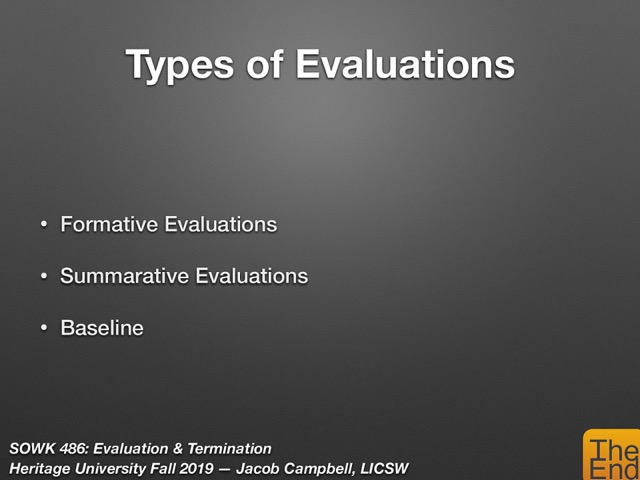 Types of Evaluations
• Formative Evaluations
• Summarative Evaluations
• Baseline
SOWK 486: Evaluation & Termination
Heritage University Fall 2019 — Jacob Campbell, LICSW
The
End